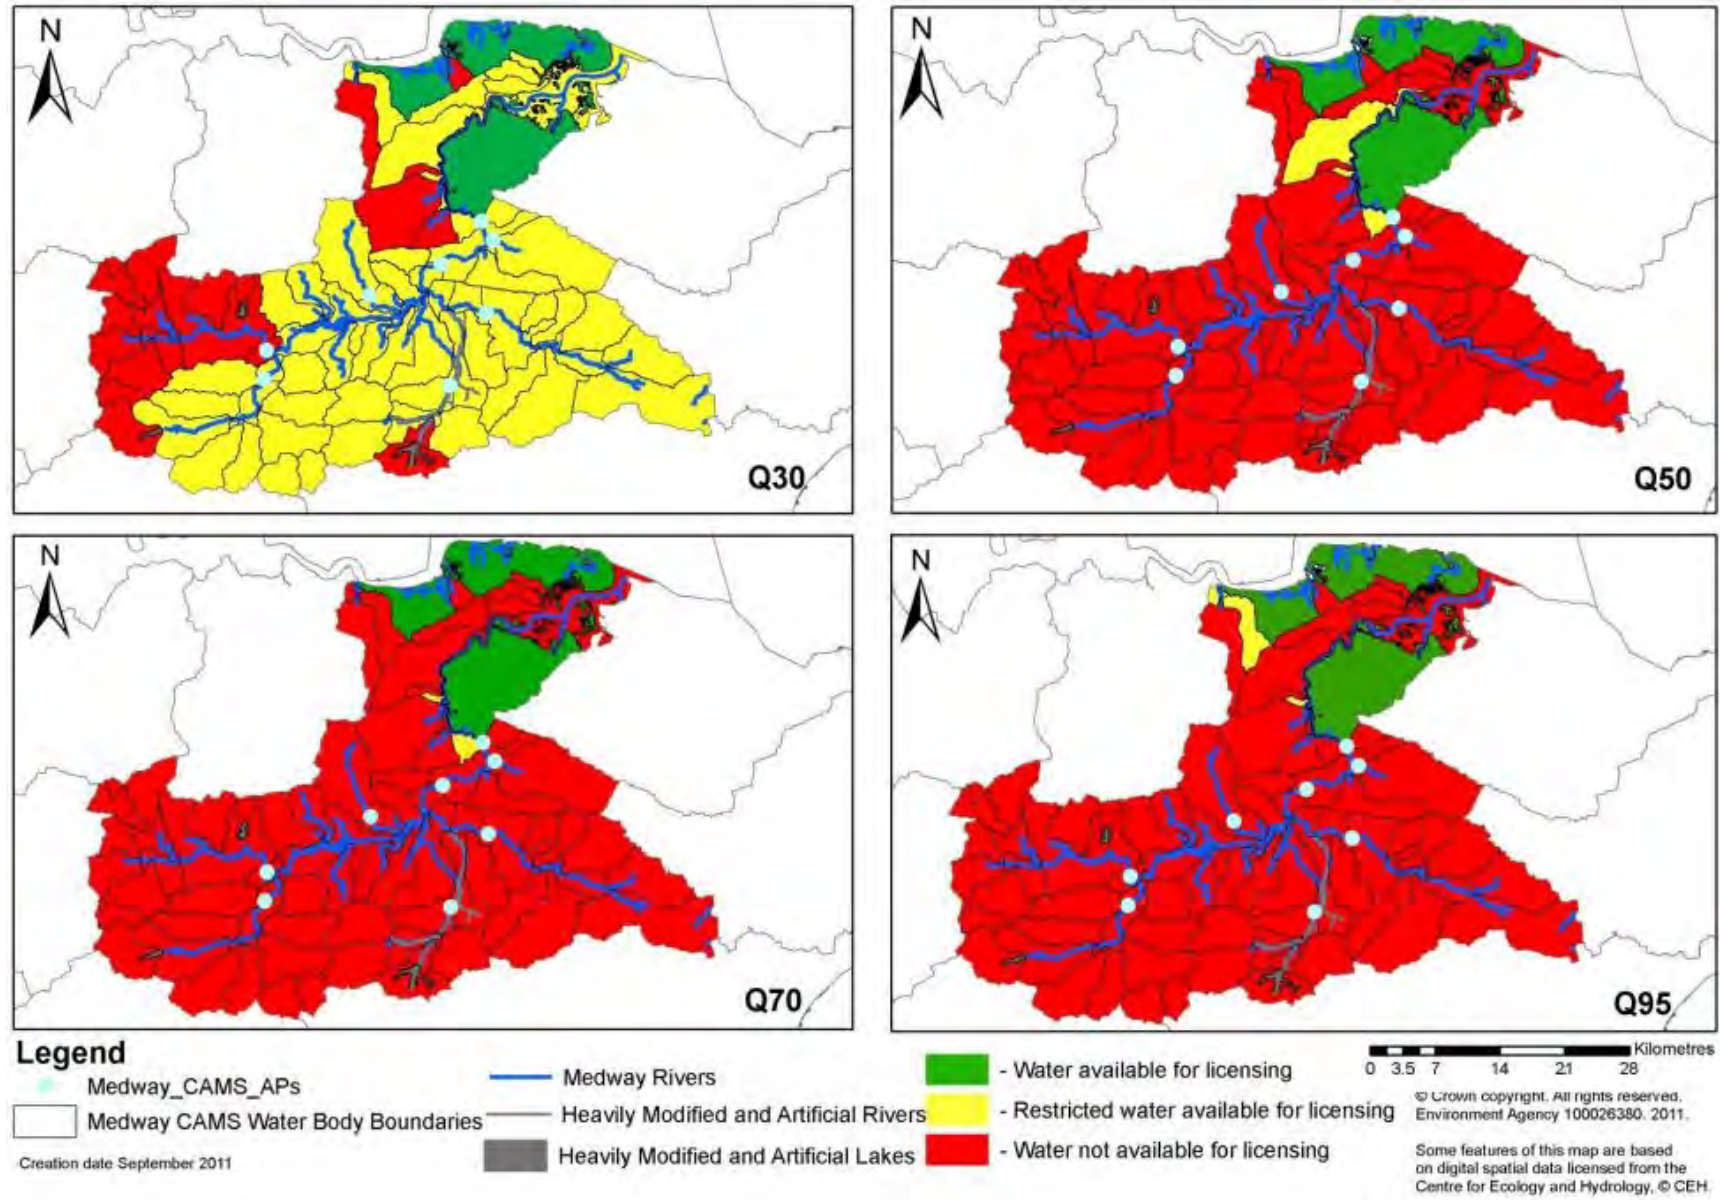 N
Q30
N
Q50
N
Q70
N
Q95
Legend
Medway_CAMS_APs
Medway CAMS Water Body Boundaries
Creation date September 2011
Medway Rivers
Heavily Modified and Artificial Rivers
Heavily Modified and Artificial Lakes
- Water available for licensing
- Restricted water available for licensing
- Water not available for licensing
Kilometres
0 3.5 7 14 21 28
© Crown copyright. All rights reserved.
Environment Agency 100026380. 2011.
Some features of this map are based
on digital spatial data licensed from the
Centre for Ecology and Hydrology, © CEH